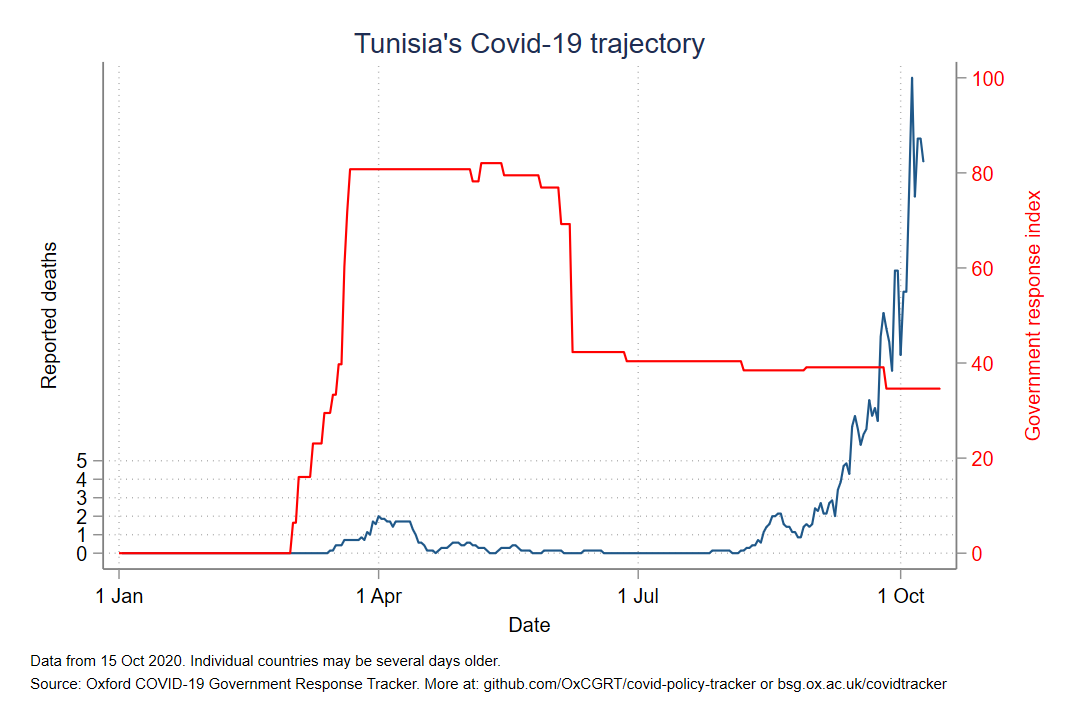 Tunisia's Covid-19 trajectory
Reported deaths
5
4
3
2
1
0
100
80
60
40
20
0
Government response index
1 Jan
1 Apr
1 Jul
1 Oct
Date
Data from 15 Oct 2020. Individual countries may be several days older.
Source: Oxford COVID-19 Government Response Tracker. More at: github.com/OxCGRT/covid-policy-tracker or bsg.ox.ac.uk/covidtracker